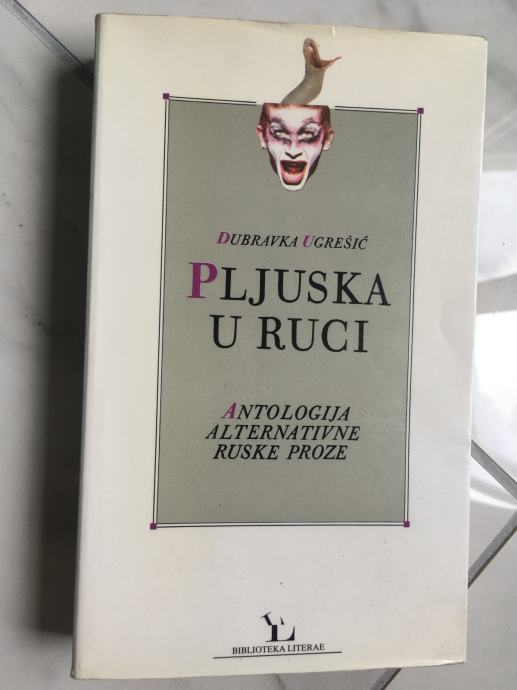 DUBRAVKA UGREŠIĆ
PLJUSKA
U RUCI
ANTOLOGIJA
ALTERNATIVNE
RUSKE PROZE
BIBLIOTEKA LITERAE